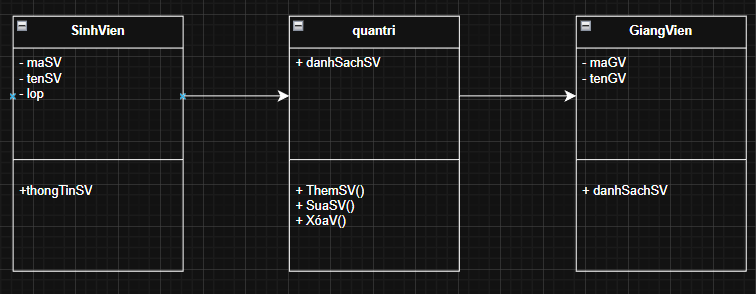 SinhVien
- maSV
- tenSV
- lop
+thongTinSV
quantri
+ danhSachSV
+ ThemSV()
+ SuaSV()
+ XóaV()
GiangVien
- maGV
- tenGV
+ danhSachSV